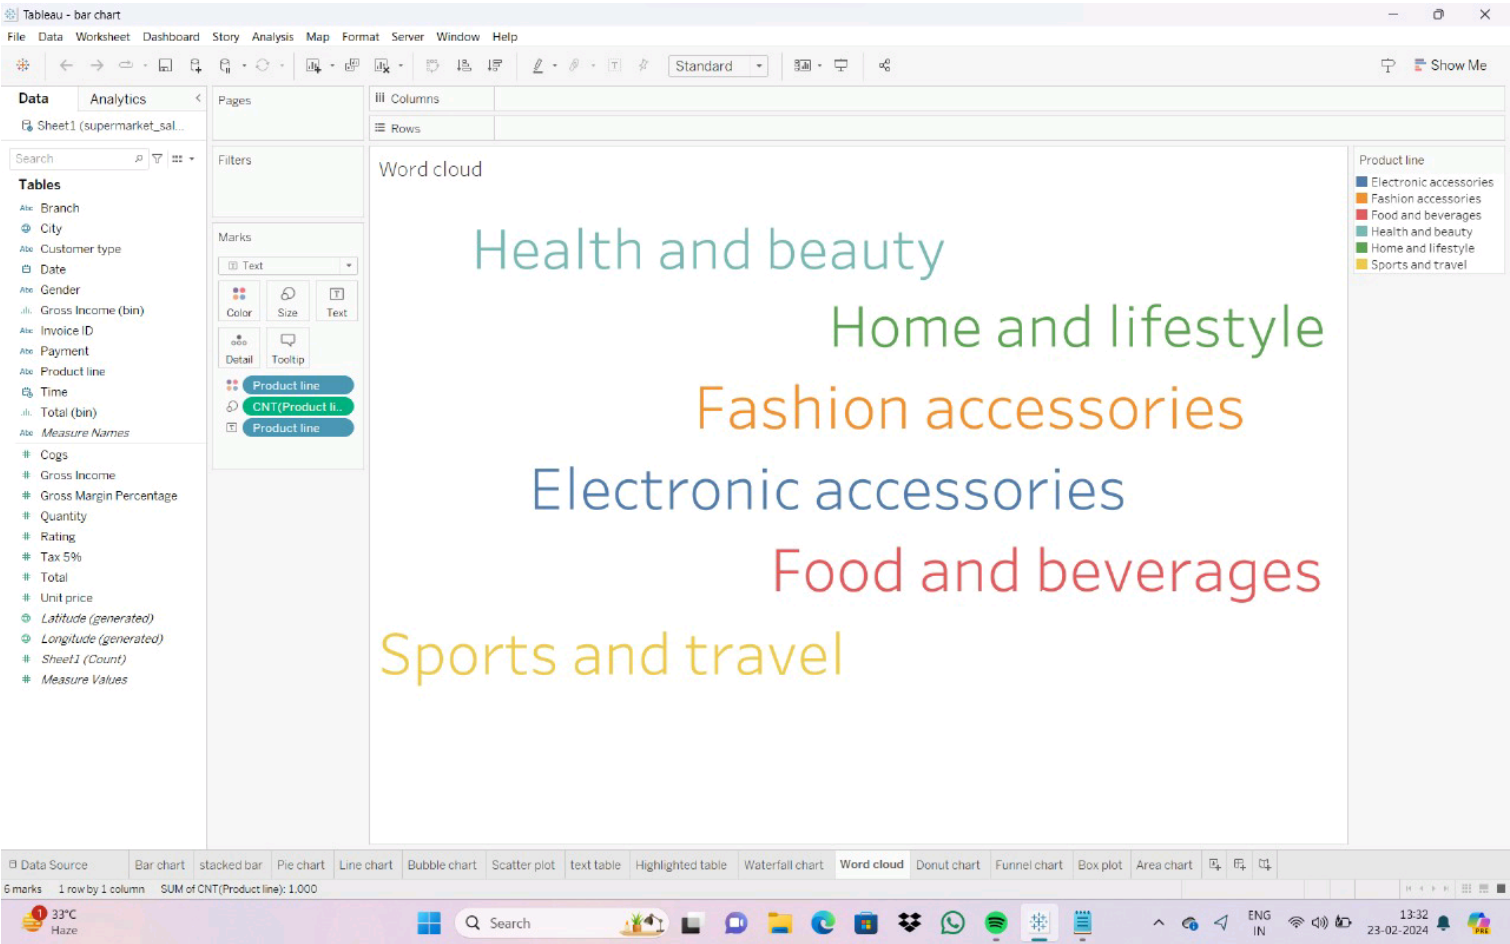 Tableau - bar chart
File Data Worksheet Dashboard Story Analysis Map Format Server Window Help
Standard
Show Me
Data Analytics
Sheet1 (supermarket_sal...
Search
Tables
Abc Branch
City
Abc Customer type
Date
Abc Gender
Gross Income (bin)
Abc Invoice ID
Abc Payment
Abc Product line
Time
Total (bin)
Abc Measure Names
# Cogs
# Gross Income
# Gross Margin Percentage
# Quantity
# Rating
# Tax 5%
# Total
# Unit price
Latitude (generated)
Longitude (generated)
# Sheet1 (Count)
# Measure Values
Pages
Filters
Marks
Text
Color Size Text
Detail Tooltip
Product line
CNT(Product li..
Product line
Columns
Rows
Word cloud
Health and beauty
Home and lifestyle
Fashion accessories
Electronic accessories
Food and beverages
Sports and travel
Product line
Electronic accessories
Fashion accessories
Food and beverages
Health and beauty
Home and lifestyle
Sports and travel
Data Source Bar chart stacked bar Pie chart Line chart Bubble chart Scatter plot text table Highlighted table Waterfall chart Word cloud Donut chart Funnel chart Box plot Area chart
6 marks 1 row by 1 column SUM of CNT(Product line): 1.000
1
33°C
Haze
Search
ENG
IN
13:32
23-02-2024
PRE